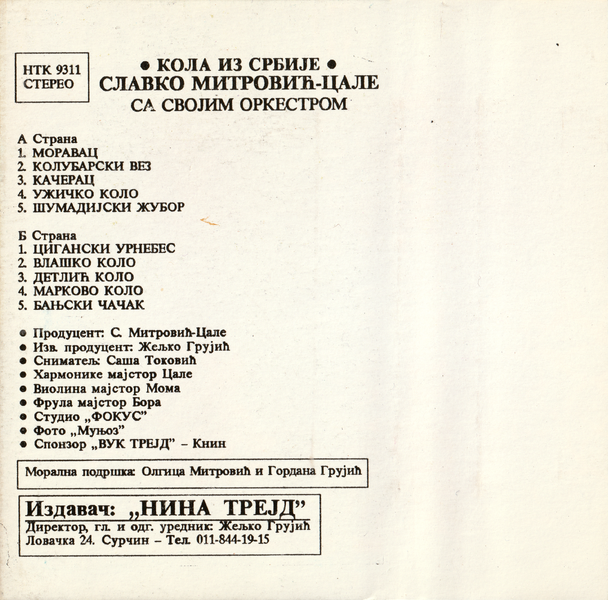 НТК 9311
СТЕРЕО
● КОЛА ИЗ СРБИЈЕ ●
СЛАВКО МИТРОВИЋ-ЦАЛЕ
СА СВОЈИМ ОРКЕСТРОМ
А Страна
1. МОРАВАЦ
2. КОЛУБАРСКИ ВЕЗ
3. КАЧЕРАЦ
4. УЖИЧКО КОЛО
5. ШУМАДИЈСКИ ЖУБОР
Б Страна
1. ЦИГАНСКИ УРНЕБЕС
2. ВЛАШКО КОЛО
3. ДЕТЛИЋ КОЛО
4. МАРКОВО КОЛО
5. БАЊСКИ ЧАЧАК
● Продуцент: С. Митровић-Цале
● Изв. продуцент: Жељко Грујић
● Сниматељ: Саша Токовић
● Хармонике мајстор Цале
● Виолина мајстор Мома
● Фрула мајстор Бора
● Студио „ФОКУС”
● Фото „Муњоз”
● Спонзор „ВУК ТРЕЈД” – Книн
Морална подршка: Олгица Митровић и Гордана Грујић
Издавач: „НИНА ТРЕЈД”
Директор, гл. и одг. уредник: Жељко Грујић
Ловачка 24. Сурчин – Тел. 011-844-19-15